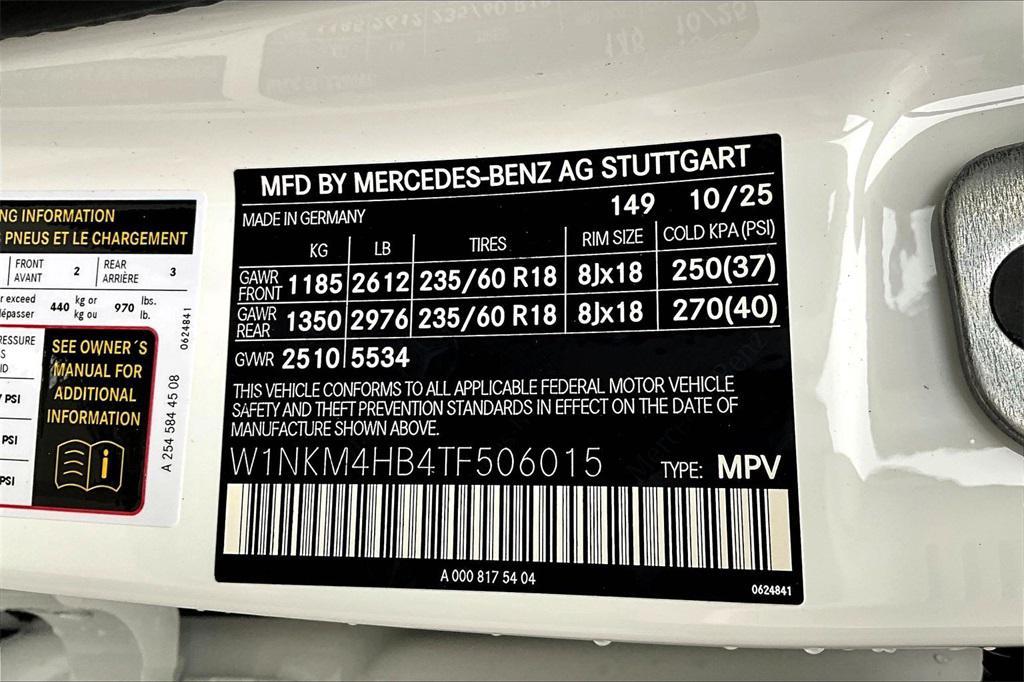 NG INFORMATION
PNEUS ET LE CHARGEMENT
FRONT AVANT 2 REAR ARRIÈRE 3
r exceed dépasser 440 kg or kg ou 970 lbs. lb.
RESSURE
ID
PSI
PSI
PSI
SEE OWNER´S
MANUAL FOR
ADDITIONAL
INFORMATION
0624841
A 254 584 45 08
MFD BY MERCEDES-BENZ AG STUTTGART
MADE IN GERMANY 149 10/25
KG LB TIRES RIM SIZE COLD KPA (PSI)
GAWR FRONT 1185 2612 235/60 R18 8Jx18 250(37)
GAWR REAR 1350 2976 235/60 R18 8Jx18 270(40)
GVWR 2510 5534
THIS VEHICLE CONFORMS TO ALL APPLICABLE FEDERAL MOTOR VEHICLE
SAFETY AND THEFT PREVENTION STANDARDS IN EFFECT ON THE DATE OF
MANUFACTURE SHOWN ABOVE.
W1NKM4HB4TF506015 TYPE: MPV
A 000 817 54 04
0624841